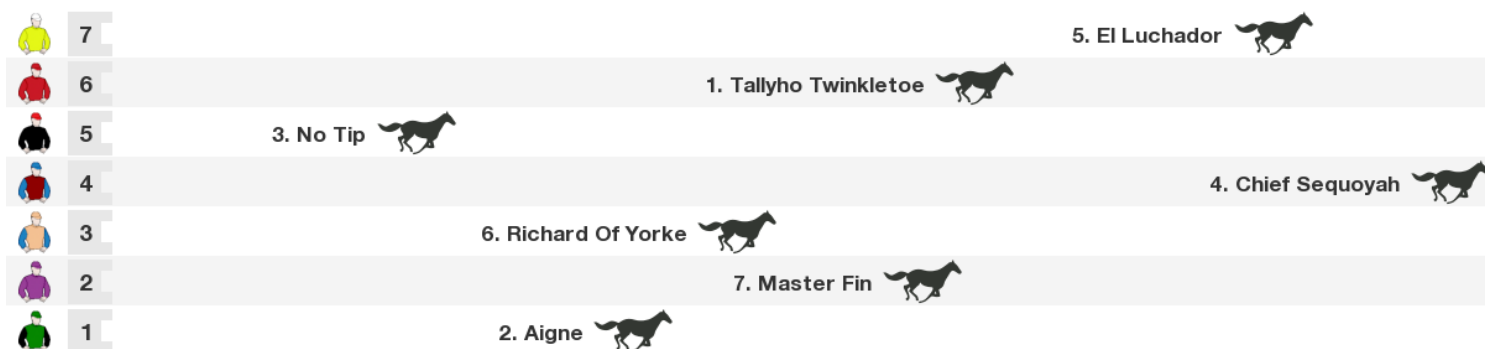 7 5. El Luchador
6 1. Tallyho Twinkletoe
5 3. No Tip
4 4. Chief Sequoyah
3 6. Richard Of Yorke
2 7. Master Fin
1 2. Aigne